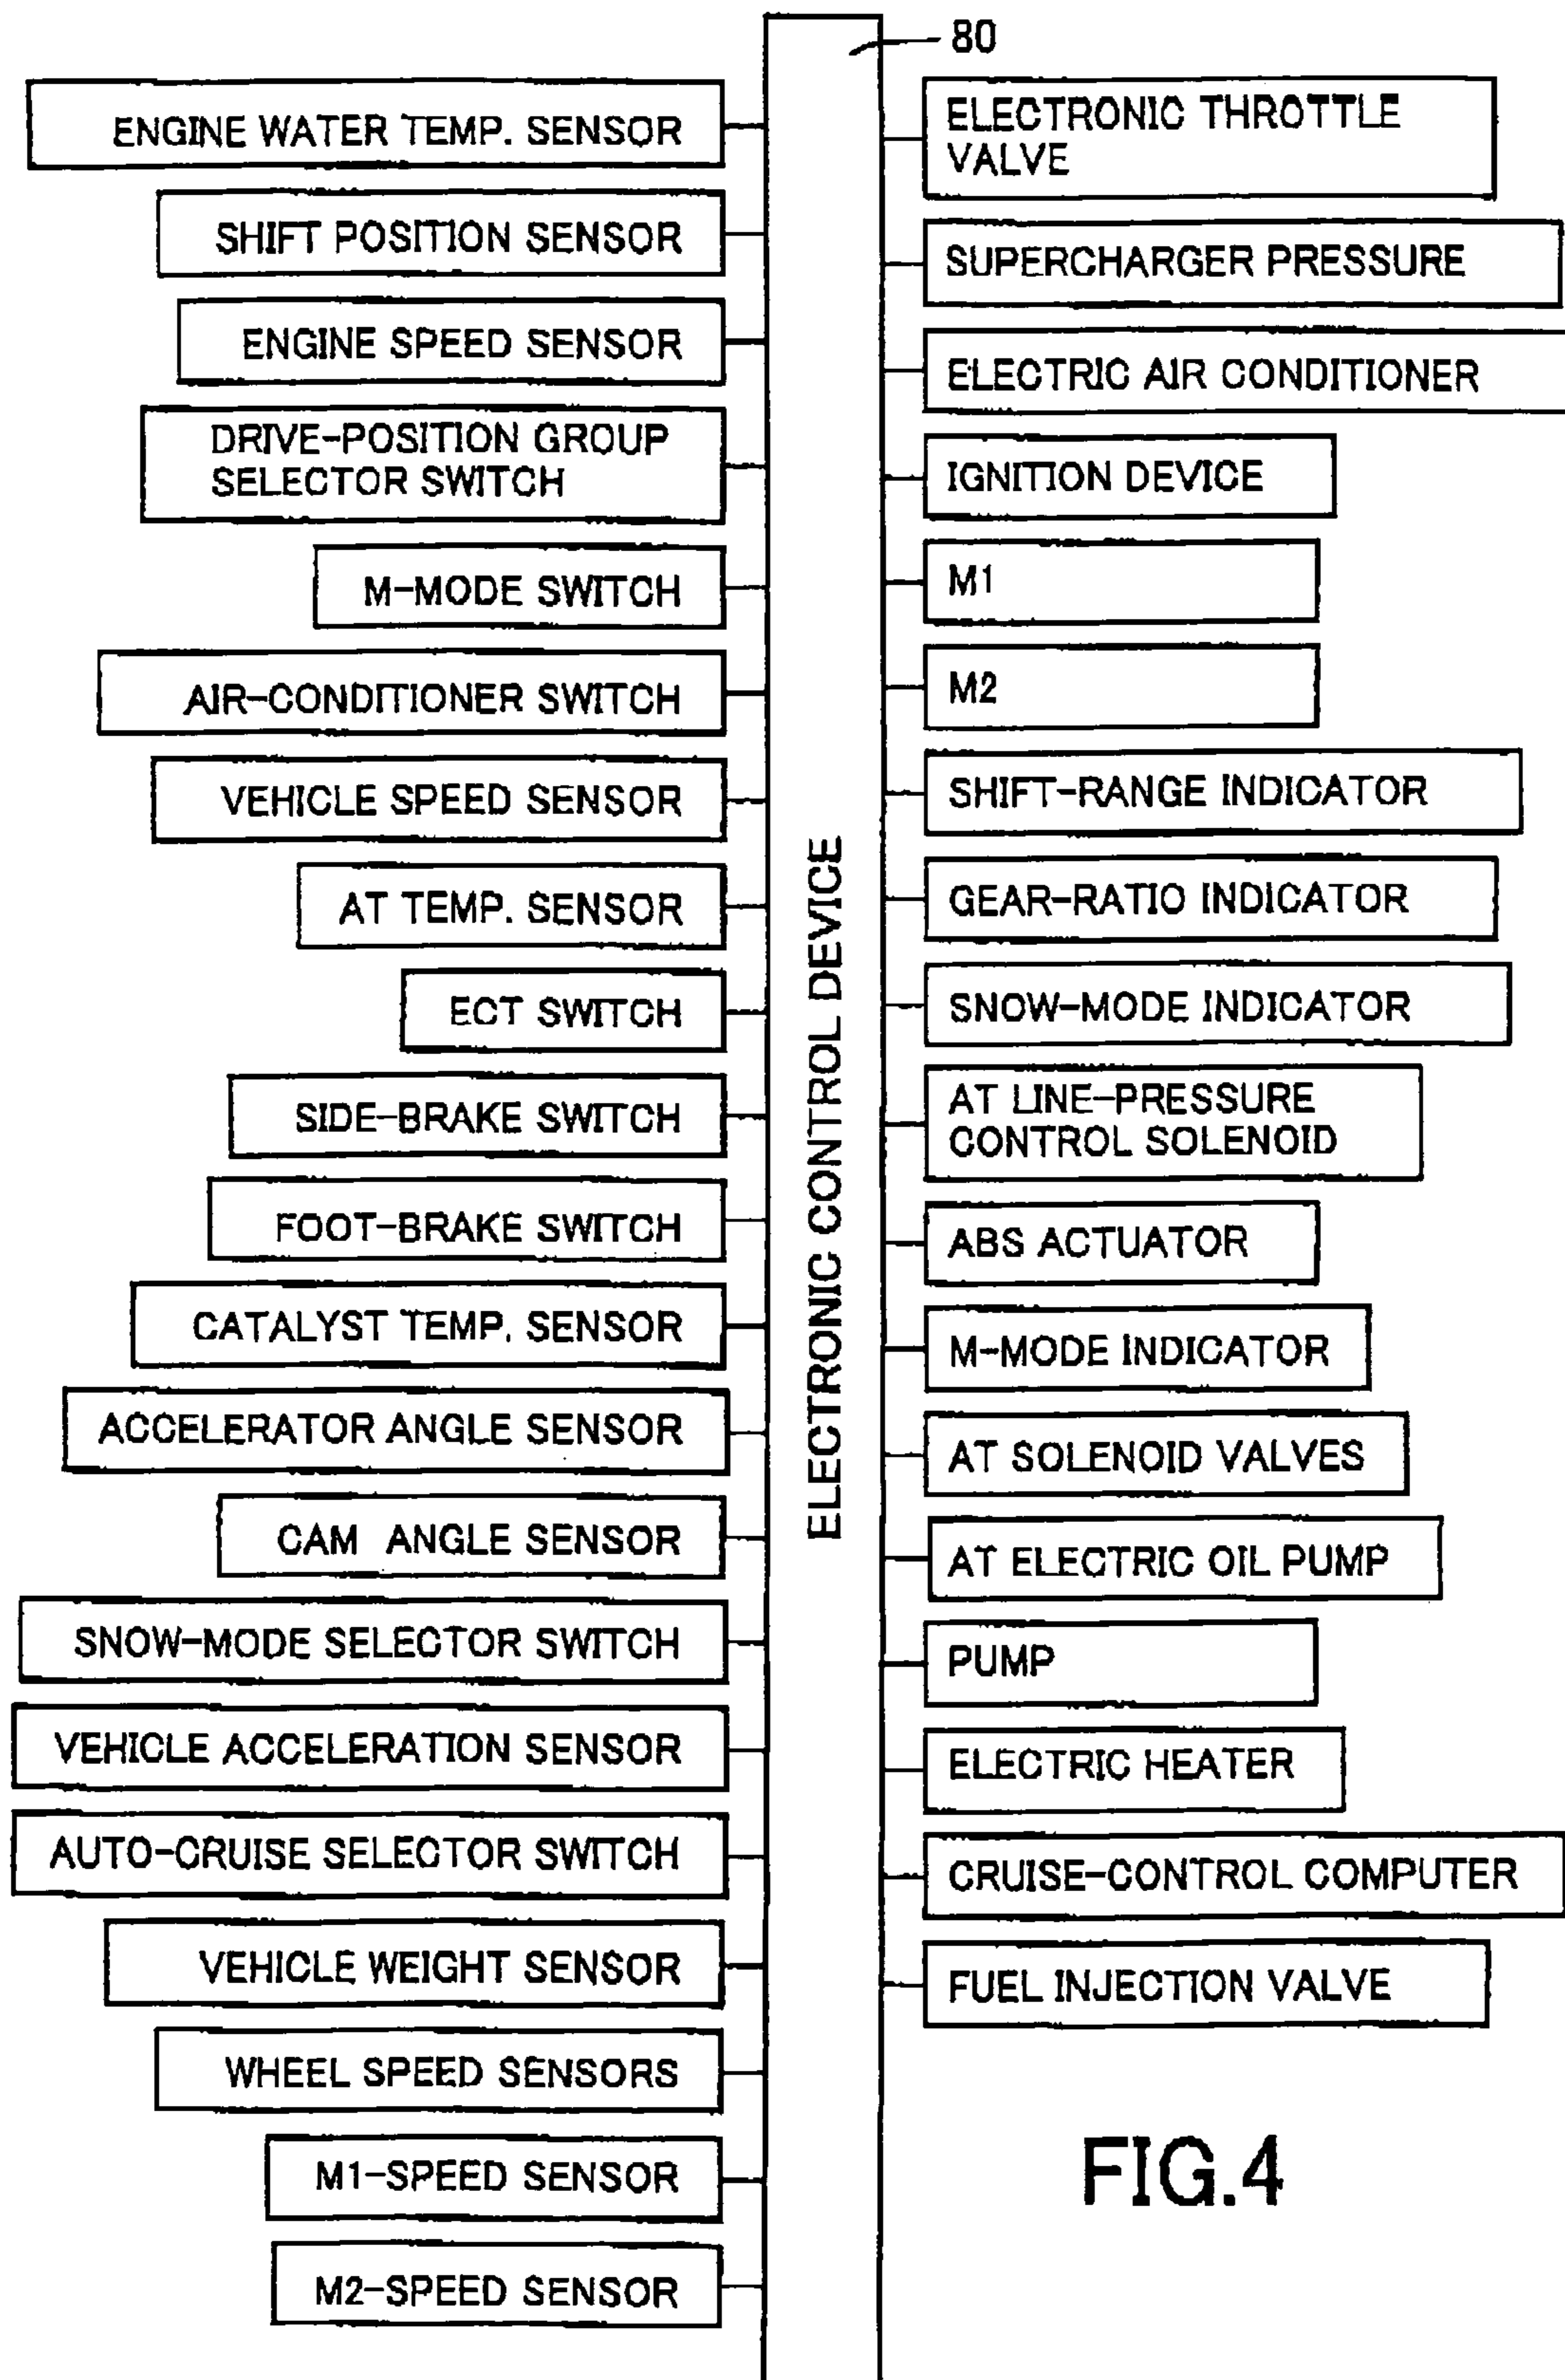 80
ENGINE WATER TEMP. SENSOR
SHIFT POSITION SENSOR
ENGINE SPEED SENSOR
DRIVE-POSITION GROUP
SELECTOR SWITCH
M-MODE SWITCH
AIR-CONDITIONER SWITCH
VEHICLE SPEED SENSOR
AT TEMP. SENSOR
ECT SWITCH
SIDE-BRAKE SWITCH
FOOT-BRAKE SWITCH
CATALYST TEMP. SENSOR
ACCELERATOR ANGLE SENSOR
CAM ANGLE SENSOR
SNOW-MODE SELECTOR SWITCH
VEHICLE ACCELERATION SENSOR
AUTO-CRUISE SELECTOR SWITCH
VEHICLE WEIGHT SENSOR
WHEEL SPEED SENSORS
M1-SPEED SENSOR
M2-SPEED SENSOR
ELECTRONIC CONTROL DEVICE
ELECTRONIC THROTTLE
VALVE
SUPERCHARGER PRESSURE
ELECTRIC AIR CONDITIONER
IGNITION DEVICE
M1
M2
SHIFT-RANGE INDICATOR
GEAR-RATIO INDICATOR
SNOW-MODE INDICATOR
AT LINE-PRESSURE
CONTROL SOLENOID
ABS ACTUATOR
M-MODE INDICATOR
AT SOLENOID VALVES
AT ELECTRIC OIL PUMP
PUMP
ELECTRIC HEATER
CRUISE-CONTROL COMPUTER
FUEL INJECTION VALVE
FIG.4